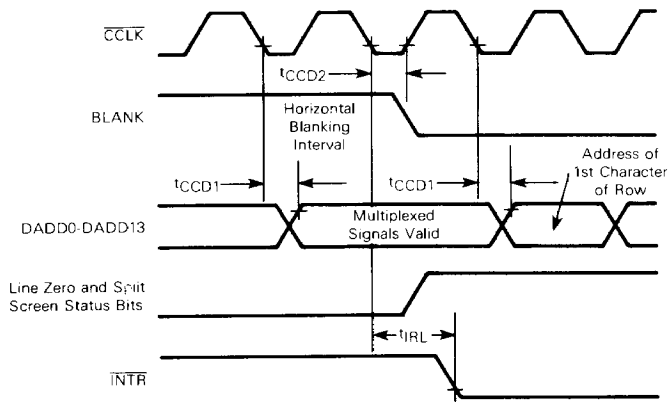 CCLK
tCCD2
BLANK
Horizontal
Blanking
Interval
Address of
1st Character
of Row
tCCD1
tCCD1
DADD0-DADD13
Multiplexed
Signals Valid
Line Zero and Split
Screen Status Bits
tIRL
INTR